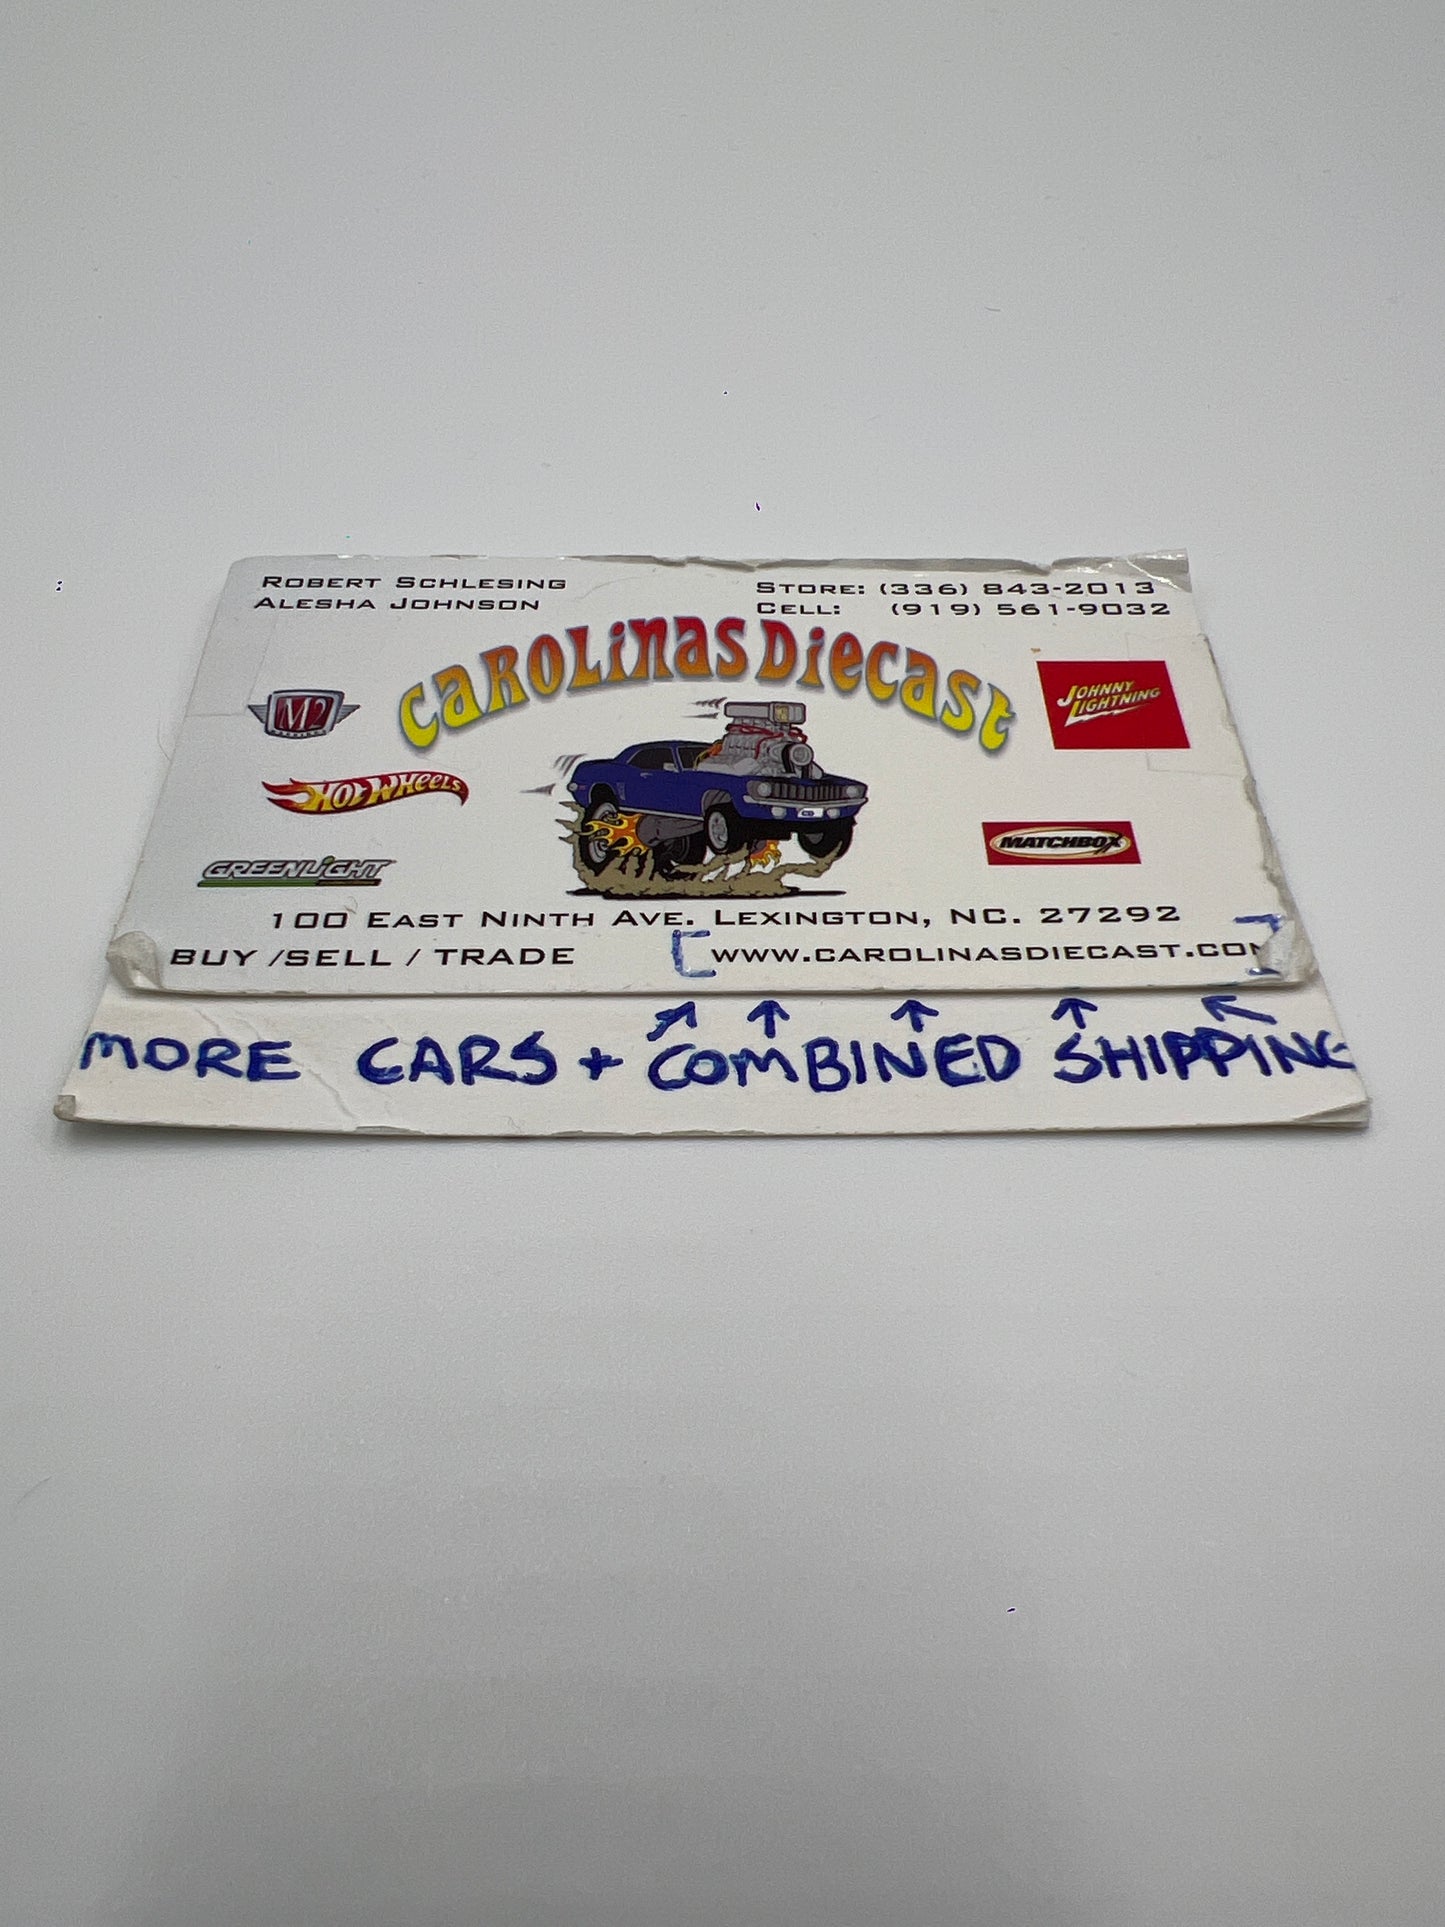 ROBERT SCHLESING
ALESHA JOHNSON
STORE: (336) 843-2013
CELL: (919) 561-9032
CAROLINAS DIECAST
M2
JOHNNY LIGHTNING
HOT WHEELS
MATCHBOX
GREENLIGHT
100 EAST NINTH AVE. LEXINGTON, NC. 27292
BUY /SELL / TRADE
[WWW.CAROLINASDIECAST.COM]
MORE CARS + COMBINED SHIPPING